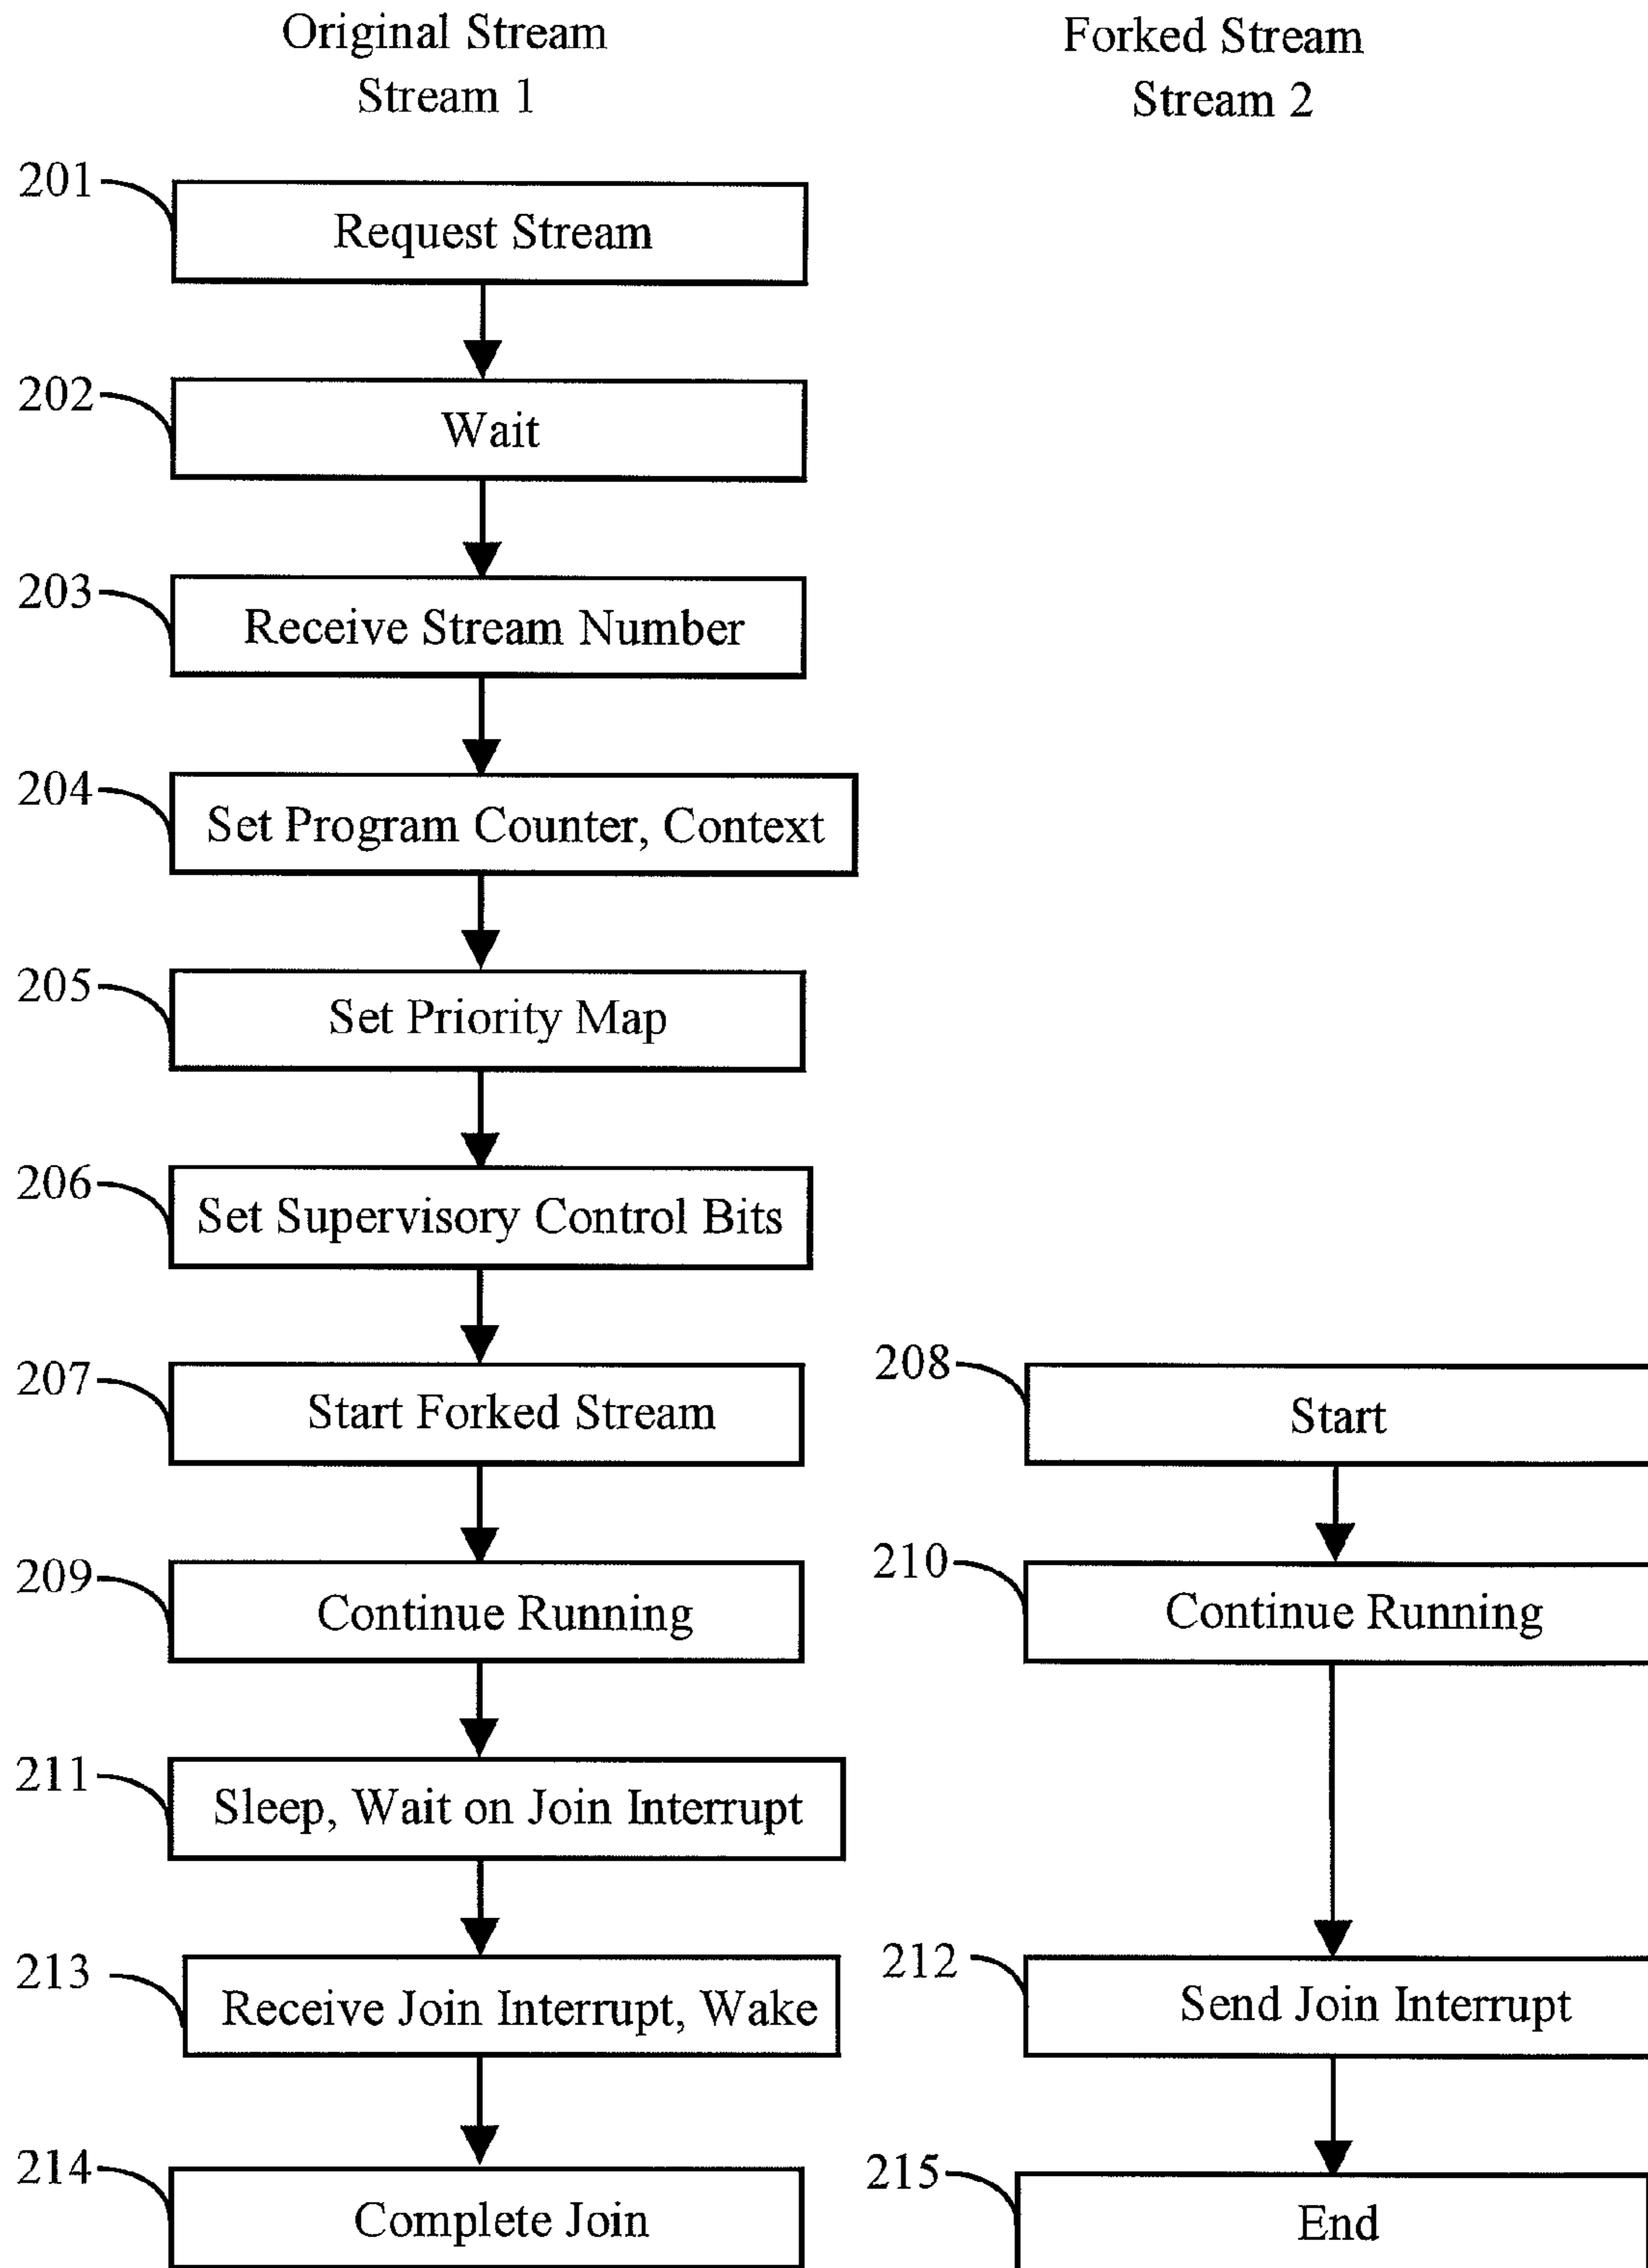 Original Stream
Stream 1
Forked Stream
Stream 2
201
Request Stream
202
Wait
203
Receive Stream Number
204
Set Program Counter, Context
205
Set Priority Map
206
Set Supervisory Control Bits
207
Start Forked Stream
208
Start
209
Continue Running
210
Continue Running
211
Sleep, Wait on Join Interrupt
213
Receive Join Interrupt, Wake
212
Send Join Interrupt
214
Complete Join
215
End